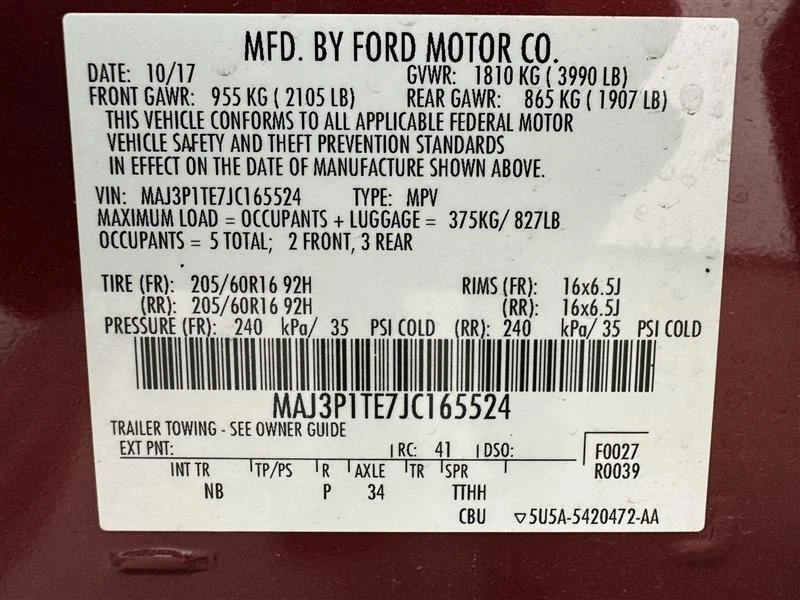 MFD. BY FORD MOTOR CO.
DATE: 10/17 GVWR: 1810 KG ( 3990 LB)
FRONT GAWR: 955 KG ( 2105 LB) REAR GAWR: 865 KG ( 1907 LB)
THIS VEHICLE CONFORMS TO ALL APPLICABLE FEDERAL MOTOR
VEHICLE SAFETY AND THEFT PREVENTION STANDARDS
IN EFFECT ON THE DATE OF MANUFACTURE SHOWN ABOVE.
VIN: MAJ3P1TE7JC165524 TYPE: MPV
MAXIMUM LOAD = OCCUPANTS + LUGGAGE = 375KG/ 827LB
OCCUPANTS = 5 TOTAL; 2 FRONT, 3 REAR
TIRE (FR): 205/60R16 92H RIMS (FR): 16x6.5J
(RR): 205/60R16 92H (RR): 16x6.5J
PRESSURE (FR): 240 kPa/ 35 PSI COLD (RR): 240 kPa/ 35 PSI COLD
MAJ3P1TE7JC165524
TRAILER TOWING - SEE OWNER GUIDE
EXT PNT: RC: 41 DSO: F0027
R0039
INT TR TP/PS R AXLE TR SPR
NB P 34 TTHH
CBU ▽5U5A-5420472-AA